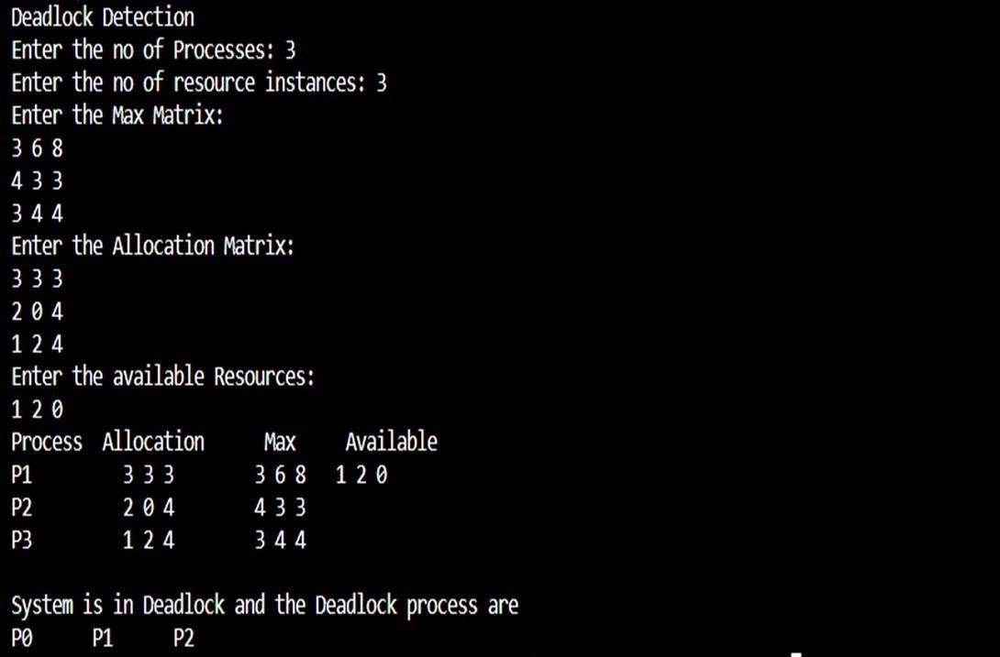 Deadlock Detection
Enter the no of Processes: 3
Enter the no of resource instances: 3
Enter the Max Matrix:
3 6 8
4 3 3
3 4 4
Enter the Allocation Matrix:
3 3 3
2 0 4
1 2 4
Enter the available Resources:
1 2 0
Process Allocation Max Available
P1 3 3 3 3 6 8 1 2 0
P2 2 0 4 4 3 3
P3 1 2 4 3 4 4
System is in Deadlock and the Deadlock process are
P0 P1 P2